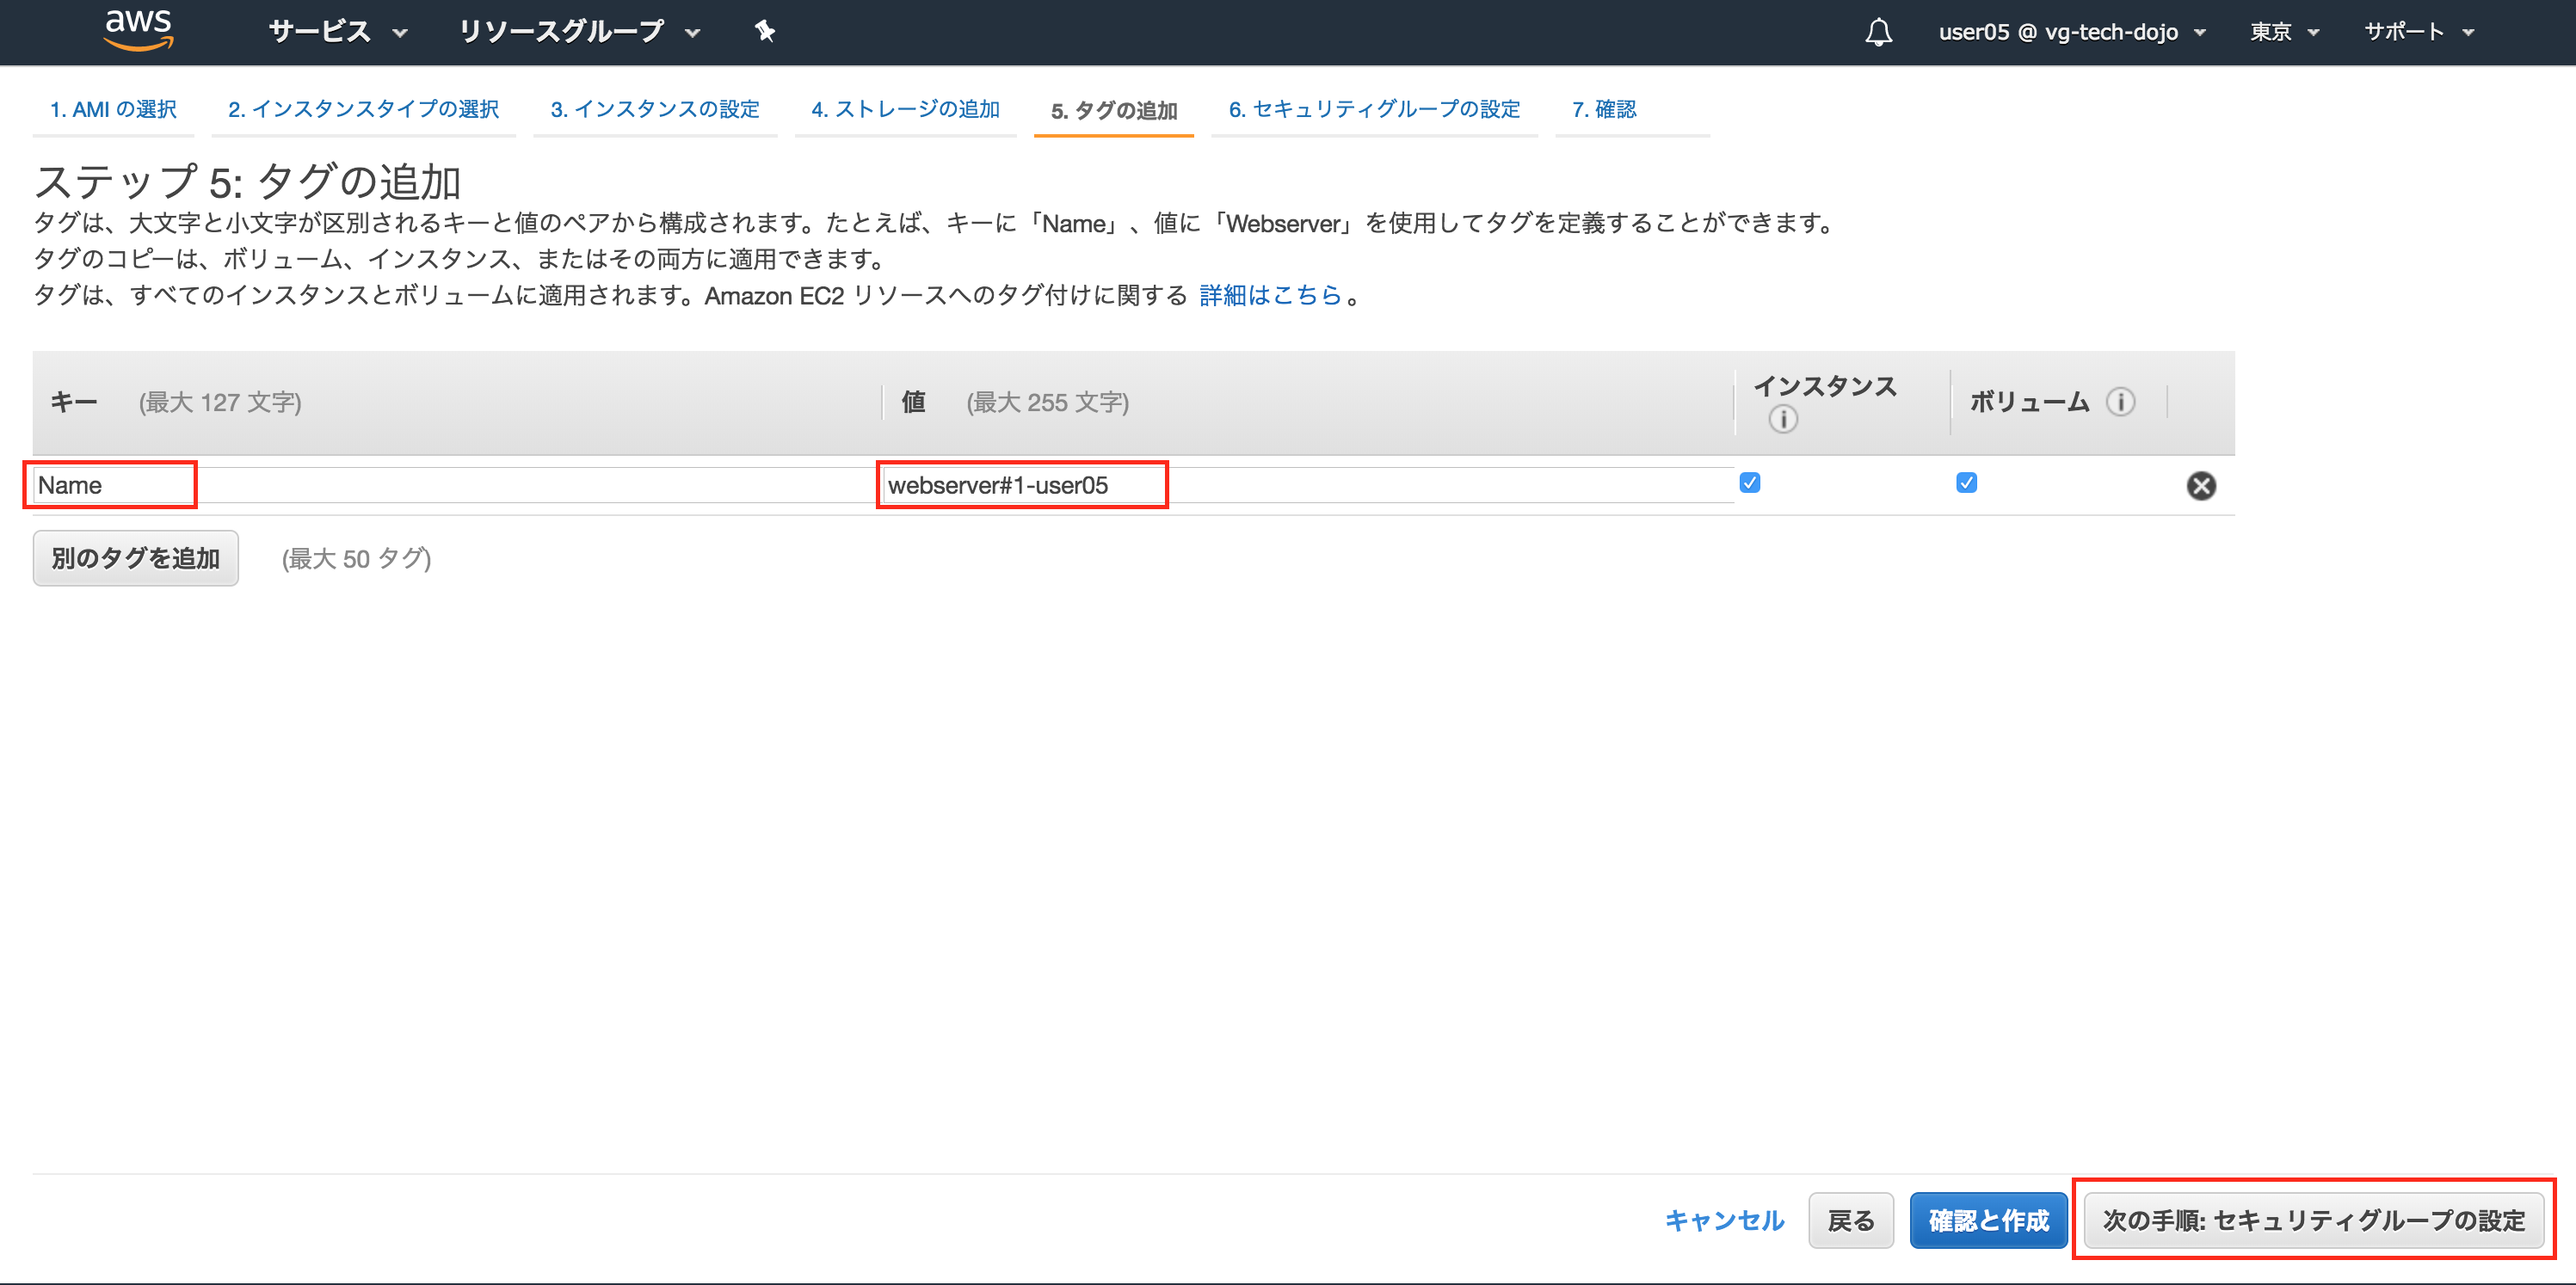 aws サービス リソースグループ user05 @ vg-tech-dojo 東京 サポート
1. AMI の選択 2. インスタンスタイプの選択 3. インスタンスの設定 4. ストレージの追加 5. タグの追加 6. セキュリティグループの設定 7. 確認
ステップ 5: タグの追加
タグは、大文字と小文字が区別されるキーと値のペアから構成されます。たとえば、キーに「Name」、値に「Webserver」を使用してタグを定義することができます。
タグのコピーは、ボリューム、インスタンス、またはその両方に適用できます。
タグは、すべてのインスタンスとボリュームに適用されます。Amazon EC2 リソースへのタグ付けに関する 詳細はこちら 。
キー (最大 127 文字) 値 (最大 255 文字) インスタンス ボリューム
Name webserver#1-user05
別のタグを追加 (最大 50 タグ)
キャンセル 戻る 確認と作成 次の手順: セキュリティグループの設定